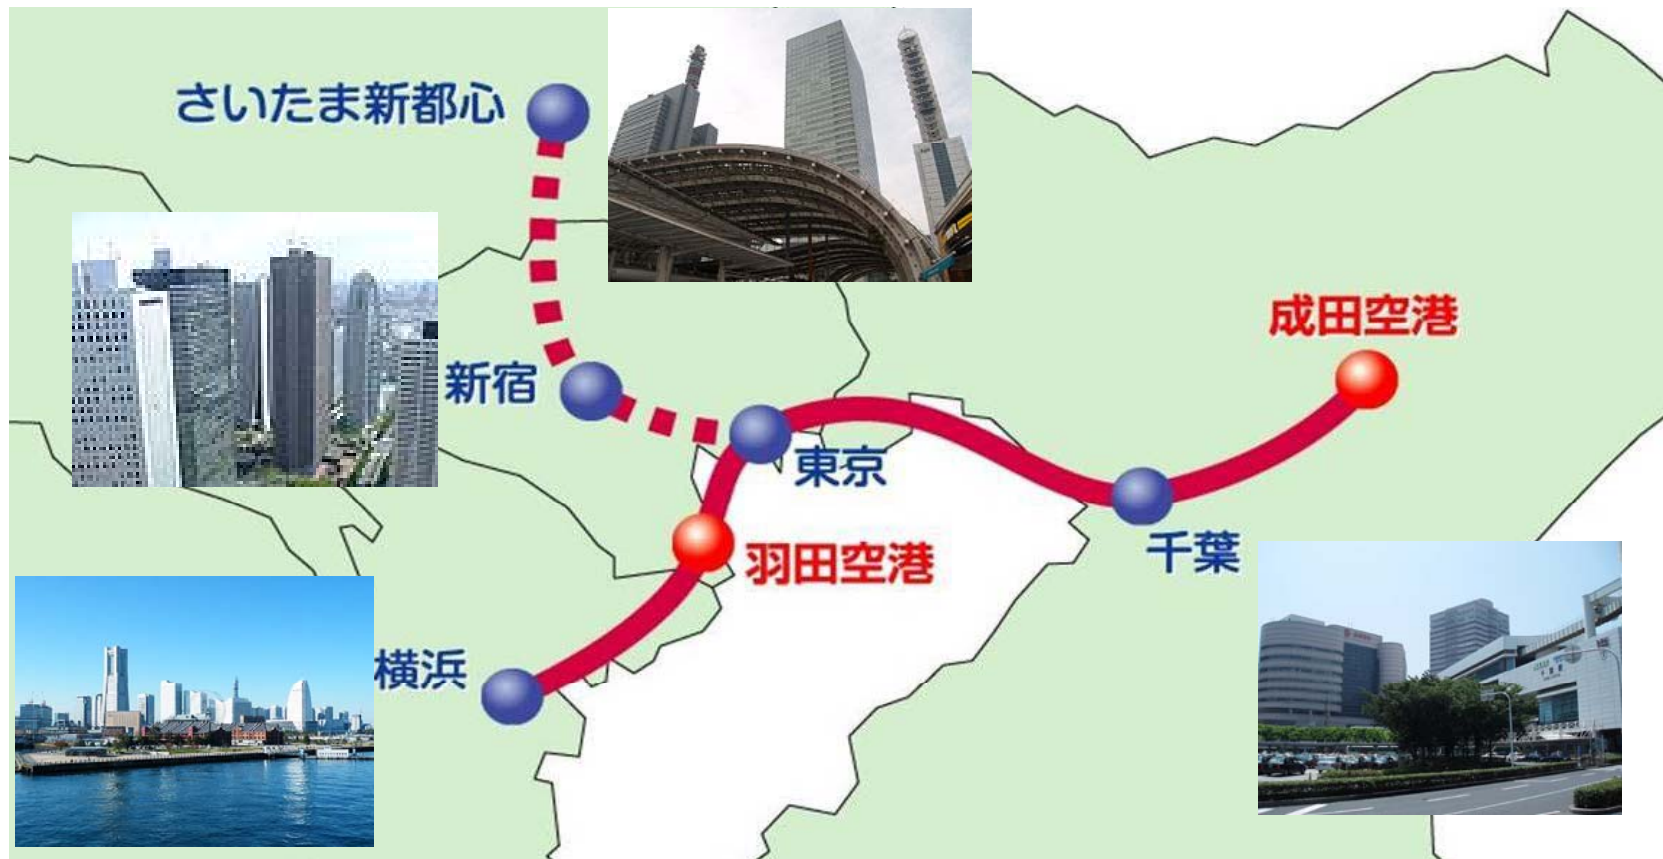 さいたま新都心
成田空港
新宿
東京
千葉
羽田空港
横浜